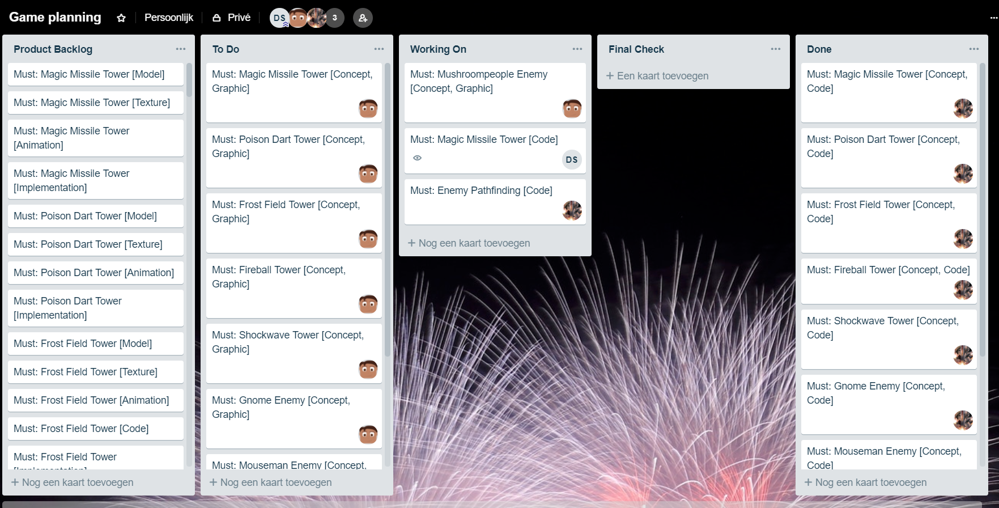 Game planning
Persoonlijk
Privé
DS
3
Product Backlog
Must: Magic Missile Tower [Model]
Must: Magic Missile Tower [Texture]
Must: Magic Missile Tower
[Animation]
Must: Magic Missile Tower
[Implementation]
Must: Poison Dart Tower [Model]
Must: Poison Dart Tower [Texture]
Must: Poison Dart Tower [Animation]
Must: Poison Dart Tower
[Implementation]
Must: Frost Field Tower [Model]
Must: Frost Field Tower [Texture]
Must: Frost Field Tower [Animation]
Must: Frost Field Tower [Code]
Must: Frost Field Tower
[Implementation]
+ Nog een kaart toevoegen
To Do
Must: Magic Missile Tower [Concept,
Graphic]
Must: Poison Dart Tower [Concept,
Graphic]
Must: Frost Field Tower [Concept,
Graphic]
Must: Fireball Tower [Concept,
Graphic]
Must: Shockwave Tower [Concept,
Graphic]
Must: Gnome Enemy [Concept,
Graphic]
Must: Mouseman Enemy [Concept,
+ Nog een kaart toevoegen
Working On
Must: Mushroompeople Enemy
[Concept, Graphic]
Must: Magic Missile Tower [Code]
DS
Must: Enemy Pathfinding [Code]
+ Nog een kaart toevoegen
Final Check
+ Een kaart toevoegen
Done
Must: Magic Missile Tower [Concept,
Code]
Must: Poison Dart Tower [Concept,
Code]
Must: Frost Field Tower [Concept,
Code]
Must: Fireball Tower [Concept, Code]
Must: Shockwave Tower [Concept,
Code]
Must: Gnome Enemy [Concept,
Code]
Must: Mouseman Enemy [Concept,
Code]
+ Nog een kaart toevoegen